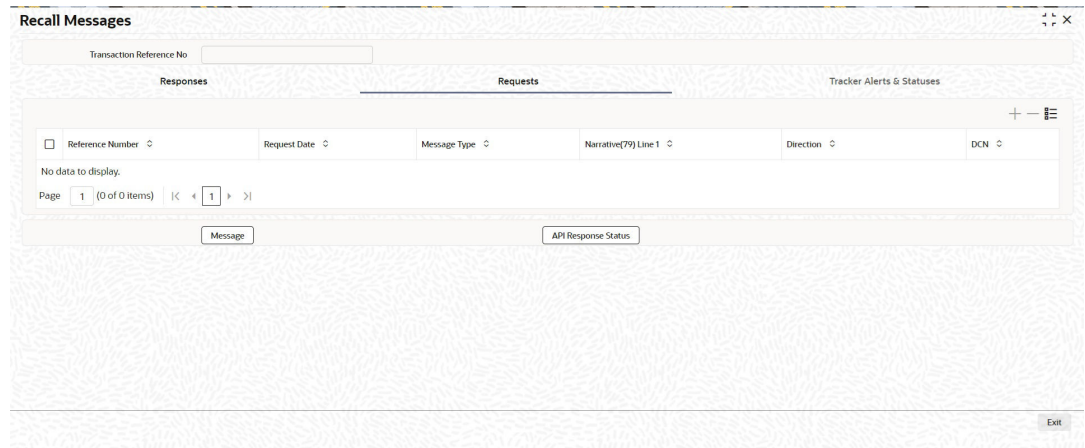 Recall Messages
Transaction Reference No
Responses Requests Tracker Alerts & Statuses
Reference Number Request Date Message Type Narrative(79) Line 1 Direction DCN
No data to display.
Page 1 (0 of 0 items) 1
Message API Response Status
Exit